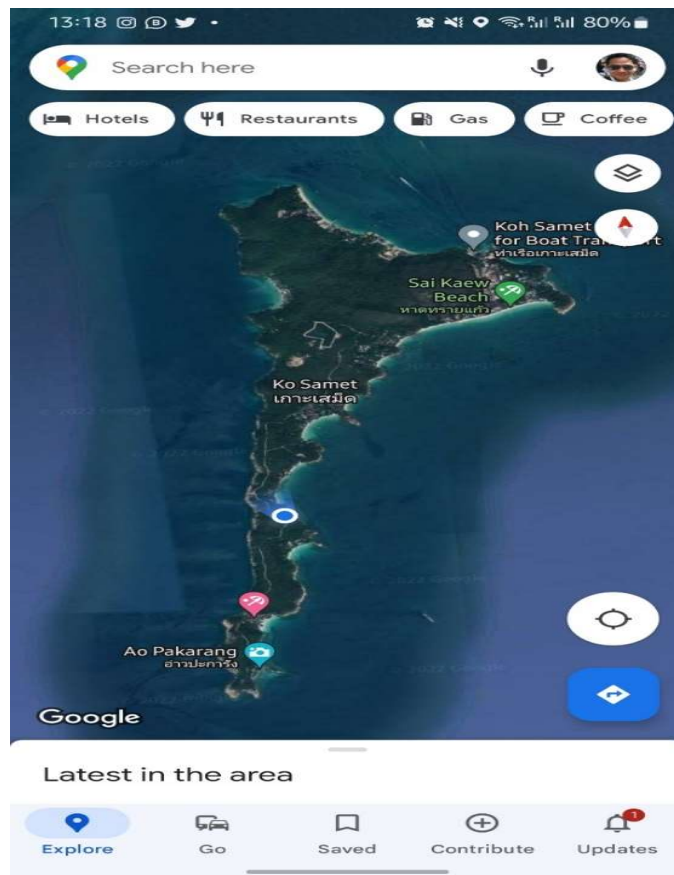 13:18
80%
Search here
Hotels
Restaurants
Gas
Coffee
Koh Samet
for Boat Tra
ท่าเรือเกาะเสม็ด
Sai Kaew
Beach
หาดทรายแก้ว
Ko Samet
เกาะเสม็ด
Ao Pakarang
อ่าวปะการัง
Google
Latest in the area
Explore
Go
Saved
Contribute
1
Updates